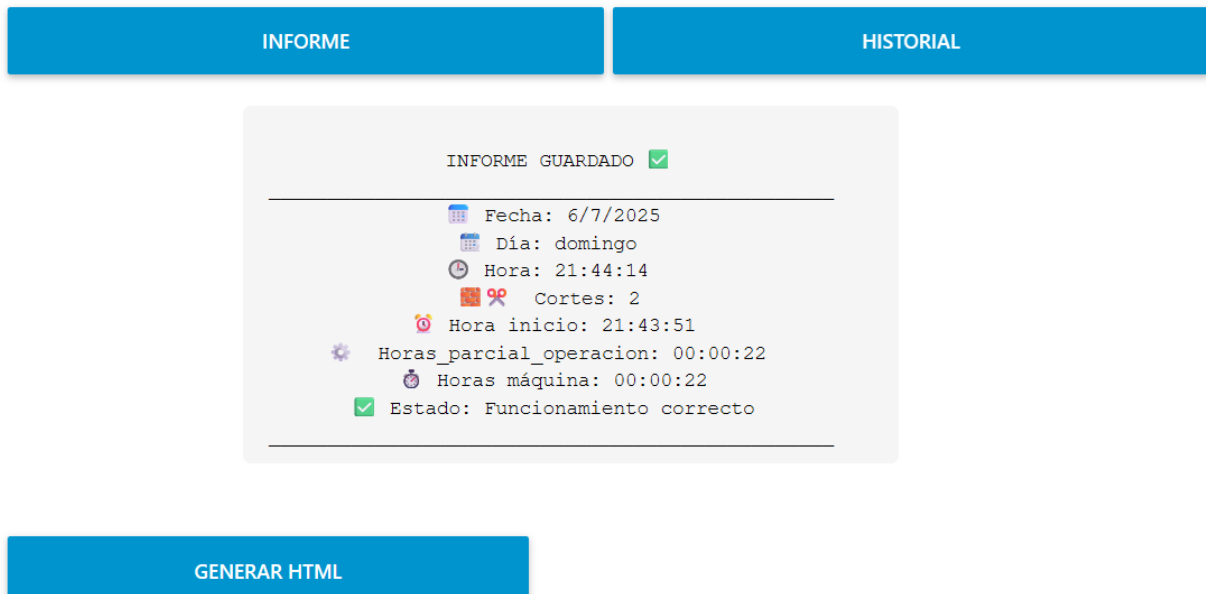 INFORME
HISTORIAL
INFORME GUARDADO ✅
📅 Fecha: 6/7/2025
🗓️ Día: domingo
🕒 Hora: 21:44:14
🧱✂️ Cortes: 2
⏰ Hora inicio: 21:43:51
⚙️ Horas_parcial_operacion: 00:00:22
⏱️ Horas máquina: 00:00:22
✅ Estado: Funcionamiento correcto
GENERAR HTML